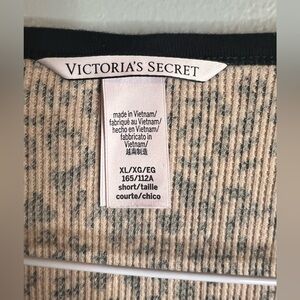 VICTORIA'S SECRET
made in Vietnam/
fabriqué au Vietnam/
hecho en Vietnam/
fabbricato in
Vietnam/
越南制造
XL/XG/EG
165/112A
short/taille
courte/chico